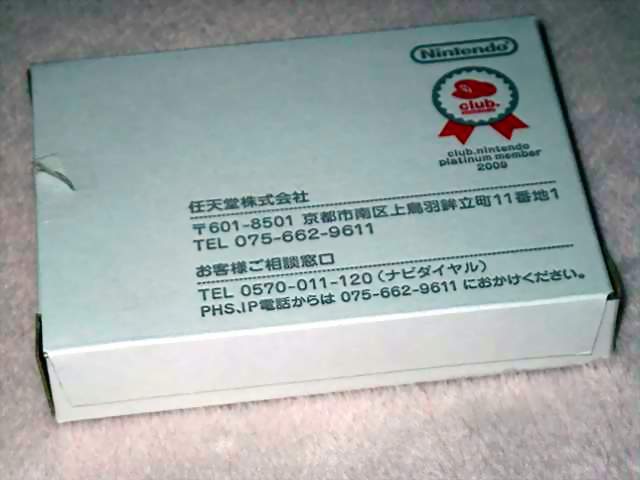 Nintendo
club.
nintendo
club.nintendo
platinum member
2009
任天堂株式会社
〒601-8501 京都市南区上鳥羽鉾立町11番地1
TEL 075-662-9611
お客様ご相談窓口
TEL 0570-011-120（ナビダイヤル）
PHS、IP電話からは 075-662-9611 におかけください。